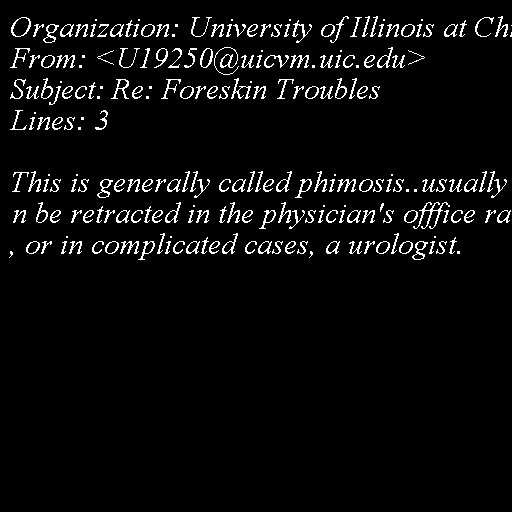 Organization: University of Illinois at Ch
From: <U19250@uicvm.uic.edu>
Subject: Re: Foreskin Troubles
Lines: 3

This is generally called phimosis..usually
n be retracted in the physician's offfice ra
, or in complicated cases, a urologist.